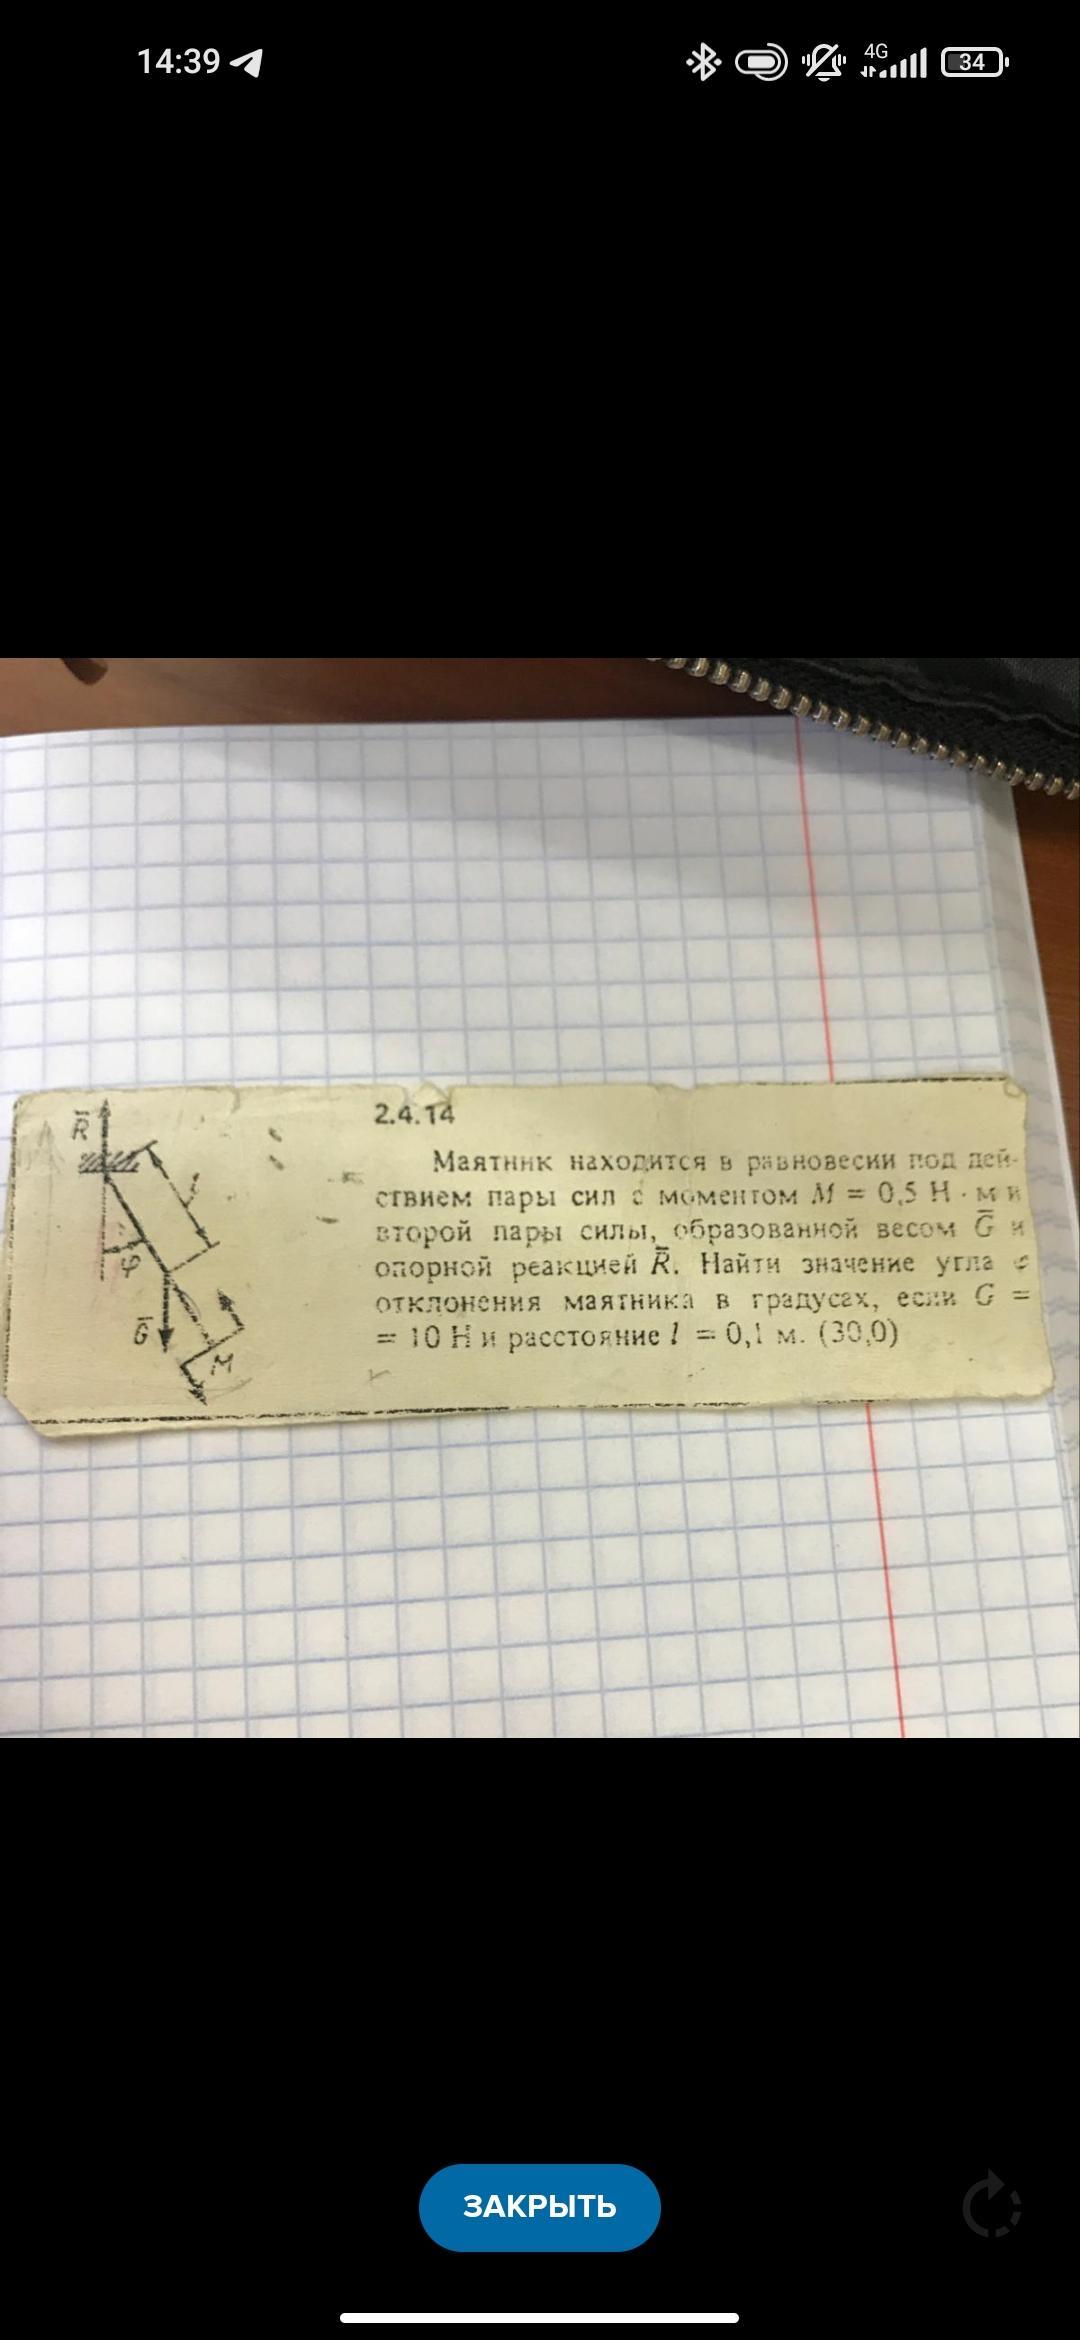 14:39
4G
34
2.4.14
Маятник находится в равновесии под дей-
ствием пары сил с моментом M = 0,5 Н · м и
второй пары силы, образованной весом G̅ и
опорной реакцией R̅. Найти значение угла φ
отклонения маятника в градусах, если G =
= 10 Н и расстояние l = 0,1 м. (30,0)
R̅
l
φ
G̅
M
ЗАКРЫТЬ